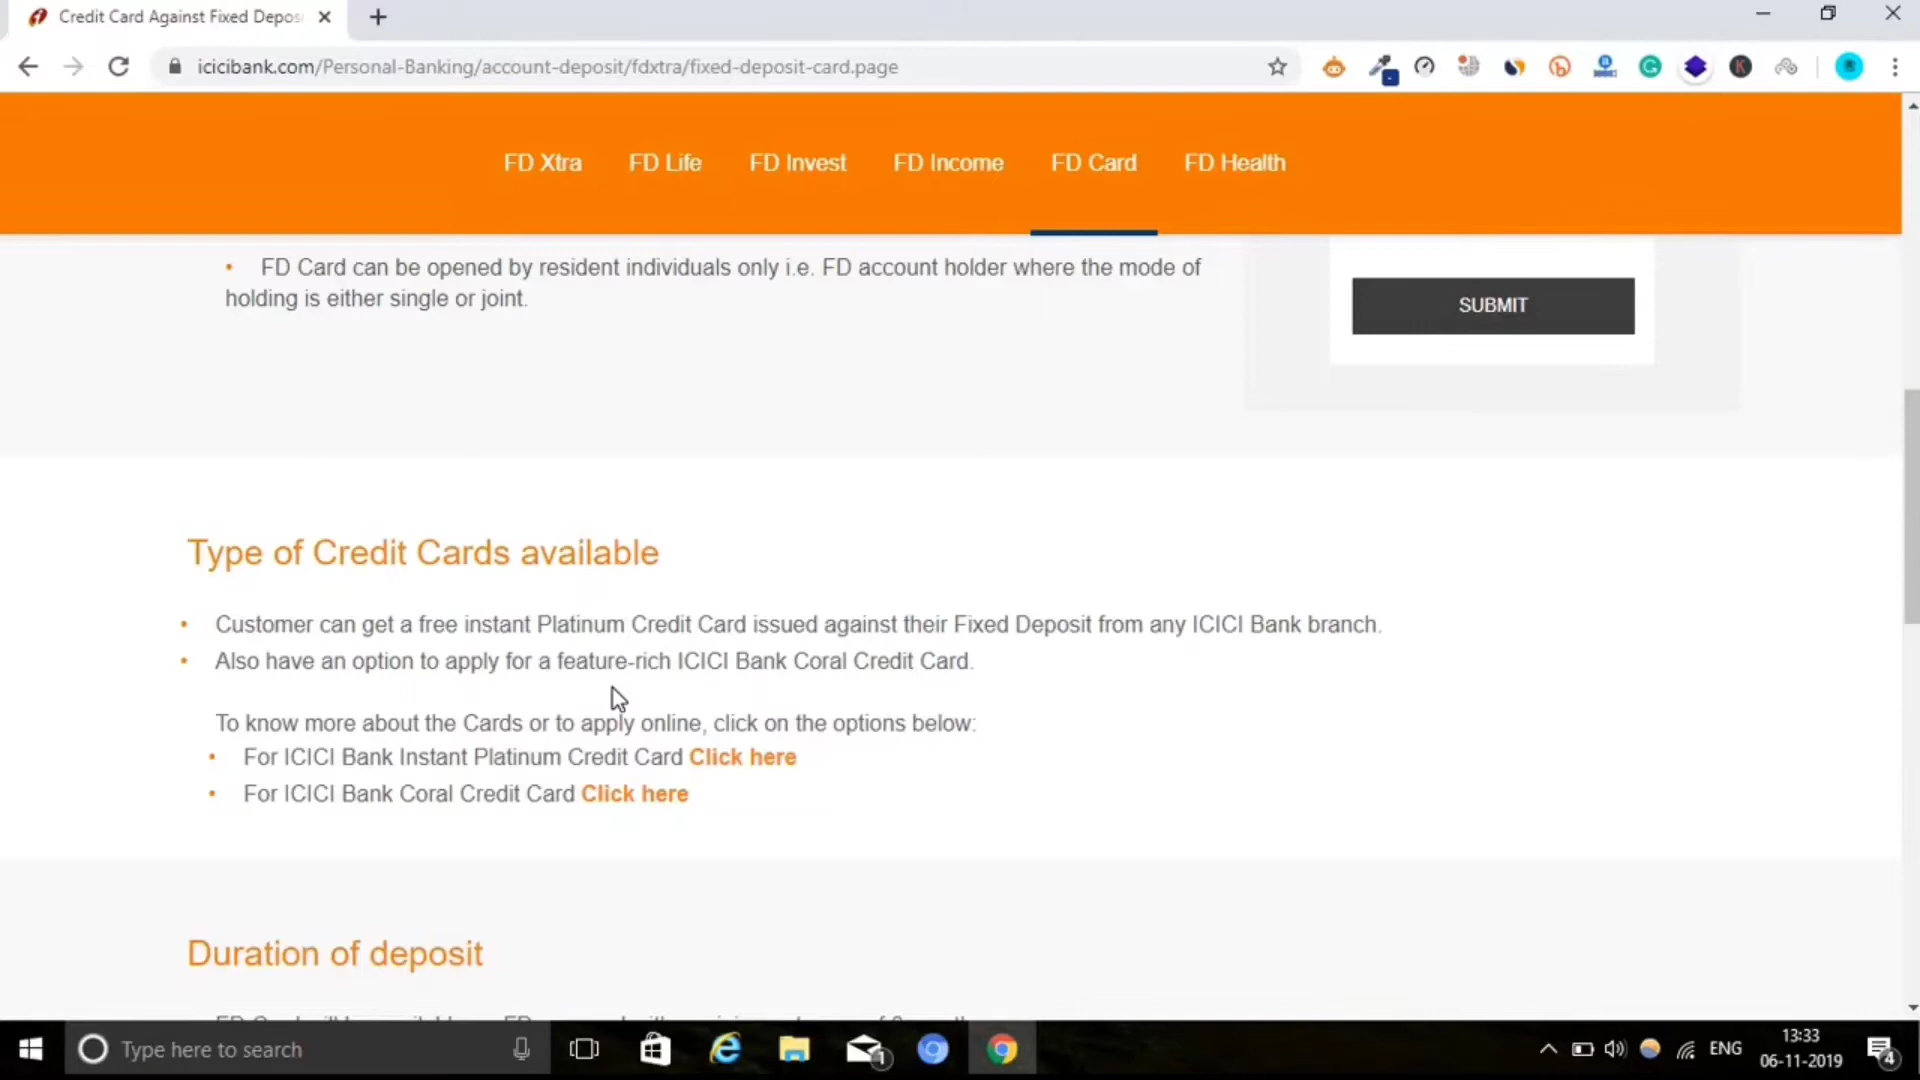 Credit Card Against Fixed Depos
icicibank.com/Personal-Banking/account-deposit/fdxtra/fixed-deposit-card.page
FD Xtra FD Life FD Invest FD Income FD Card FD Health
• FD Card can be opened by resident individuals only i.e. FD account holder where the mode of
holding is either single or joint.
SUBMIT
Type of Credit Cards available
• Customer can get a free instant Platinum Credit Card issued against their Fixed Deposit from any ICICI Bank branch.
• Also have an option to apply for a feature-rich ICICI Bank Coral Credit Card.
To know more about the Cards or to apply online, click on the options below:
• For ICICI Bank Instant Platinum Credit Card Click here
• For ICICI Bank Coral Credit Card Click here
Duration of deposit
Type here to search
1
ENG
13:33
06-11-2019
4